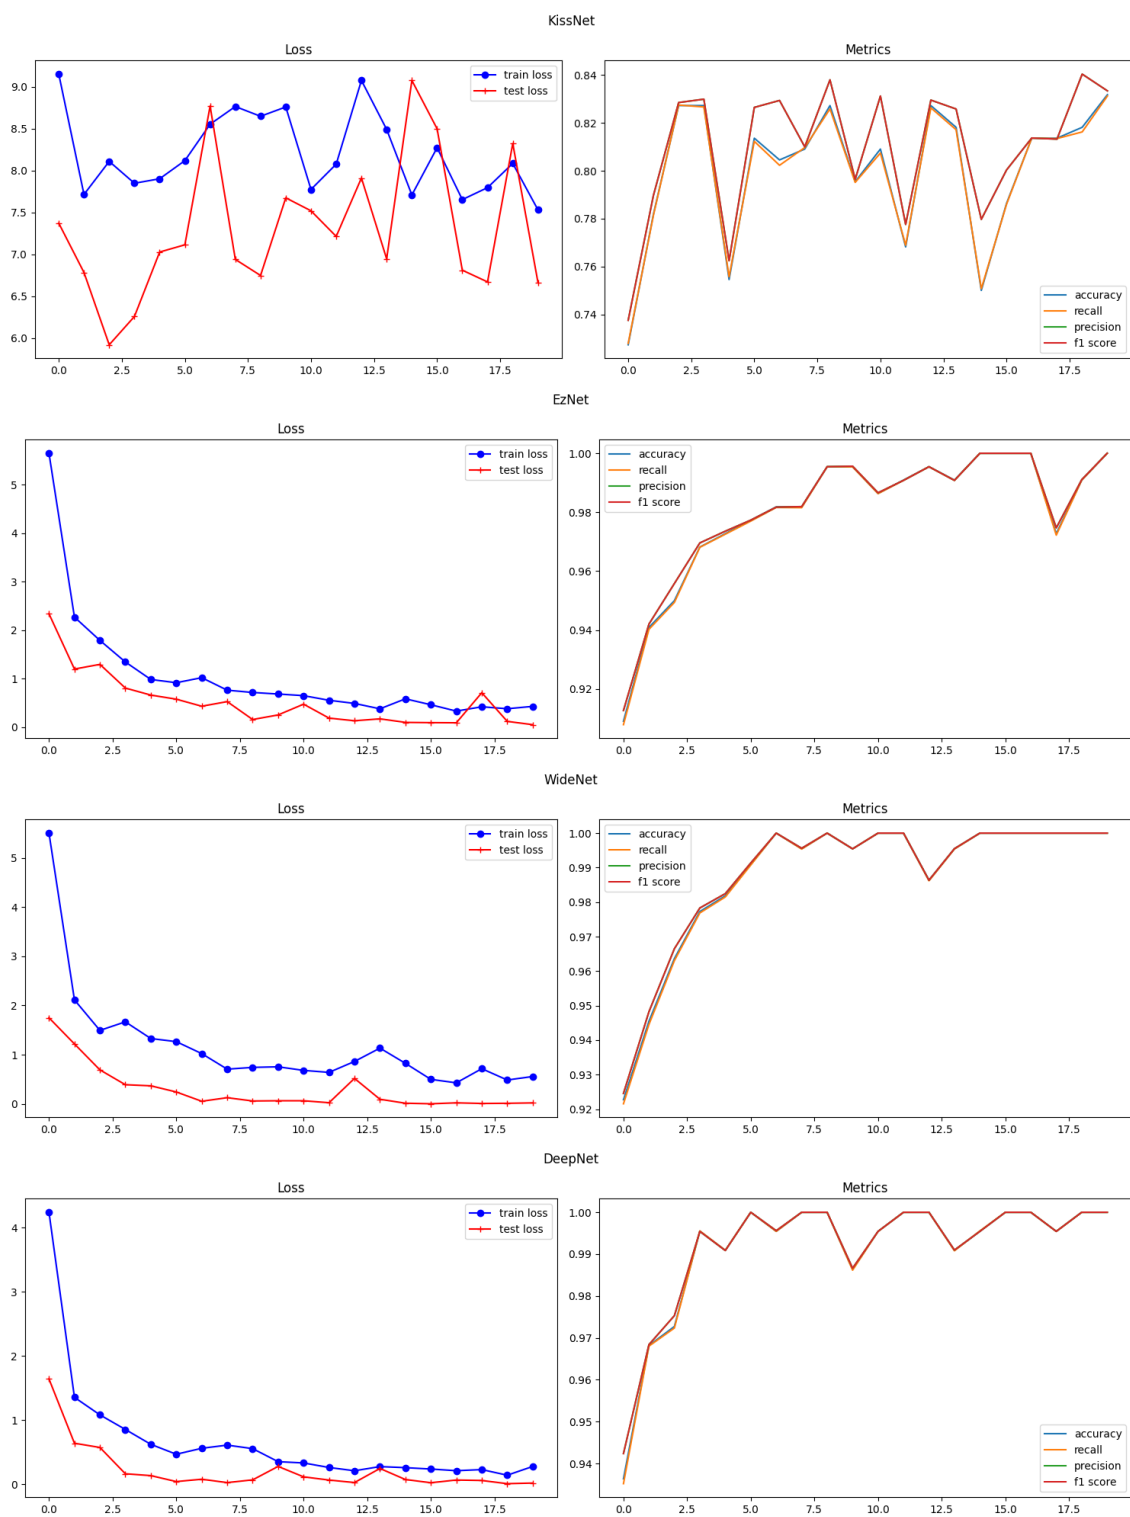 KissNet
Loss
Metrics
train loss
test loss
9.0
8.5
8.0
7.5
7.0
6.5
6.0
0.0 2.5 5.0 7.5 10.0 12.5 15.0 17.5
0.84
0.82
0.80
0.78
0.76
0.74
accuracy
recall
precision
f1 score
0.0 2.5 5.0 7.5 10.0 12.5 15.0 17.5
EzNet
Loss
Metrics
train loss
test loss
5
4
3
2
1
0
0.0 2.5 5.0 7.5 10.0 12.5 15.0 17.5
accuracy
recall
precision
f1 score
1.00
0.98
0.96
0.94
0.92
0.0 2.5 5.0 7.5 10.0 12.5 15.0 17.5
WideNet
Loss
Metrics
train loss
test loss
5
4
3
2
1
0
0.0 2.5 5.0 7.5 10.0 12.5 15.0 17.5
accuracy
recall
precision
f1 score
1.00
0.99
0.98
0.97
0.96
0.95
0.94
0.93
0.92
0.0 2.5 5.0 7.5 10.0 12.5 15.0 17.5
DeepNet
Loss
Metrics
train loss
test loss
4
3
2
1
0
0.0 2.5 5.0 7.5 10.0 12.5 15.0 17.5
1.00
0.99
0.98
0.97
0.96
0.95
0.94
accuracy
recall
precision
f1 score
0.0 2.5 5.0 7.5 10.0 12.5 15.0 17.5